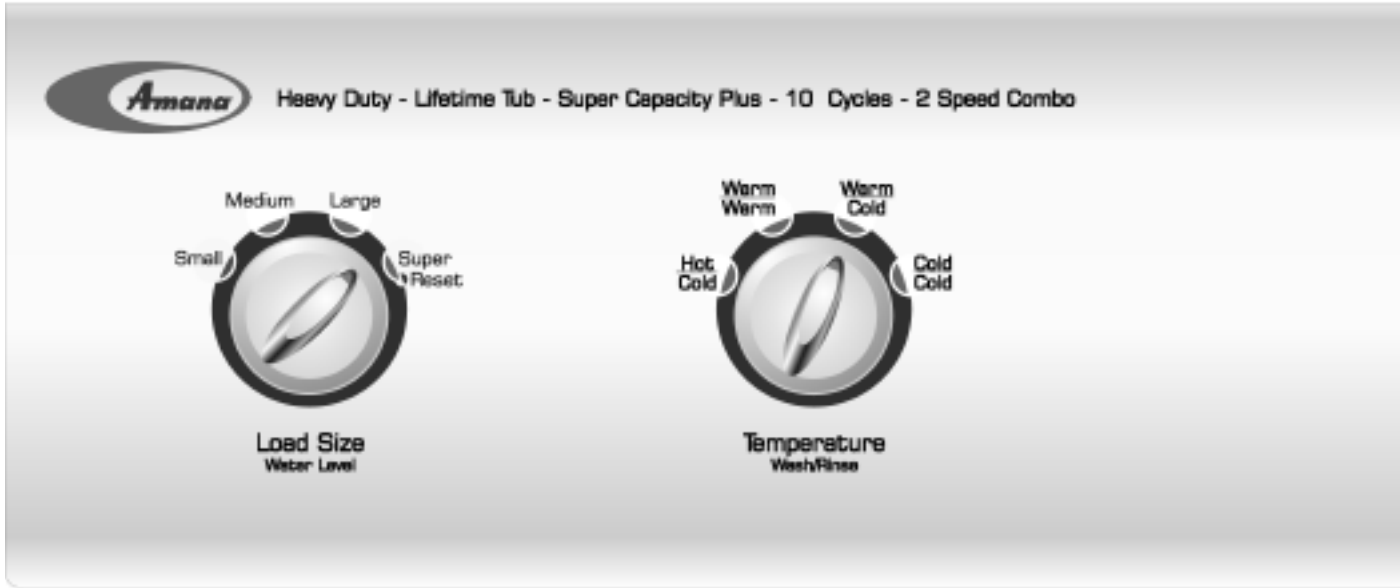 Amana
Heavy Duty - Lifetime Tub - Super Capacity Plus - 10 Cycles - 2 Speed Combo
Small
Medium
Large
Super
Reset
Load Size
Water Level
Hot
Cold
Warm
Warm
Warm
Cold
Cold
Cold
Temperature
Wash/Rinse